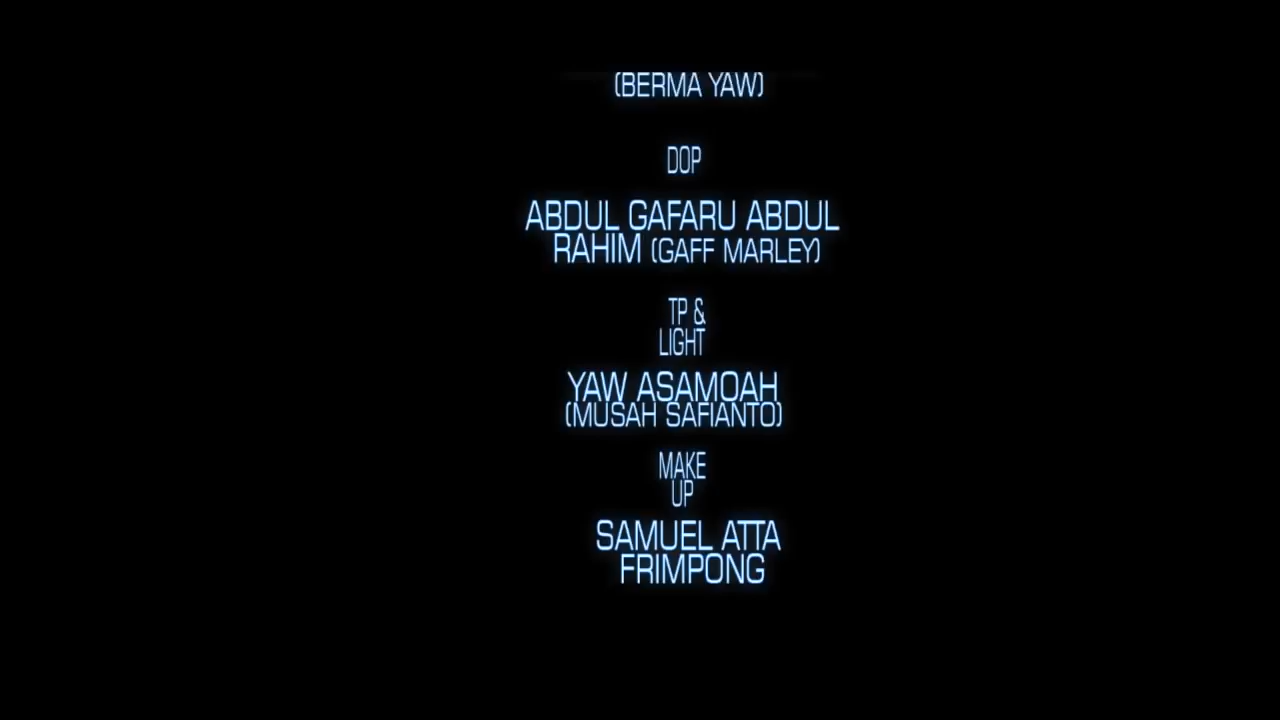 (BERMA YAW)
DOP
ABDUL GAFARU ABDUL
RAHIM (GAFF MARLEY)
TP &
LIGHT
YAW ASAMOAH
(MUSAH SAFIANTO)
MAKE
UP
SAMUEL ATTA
FRIMPONG